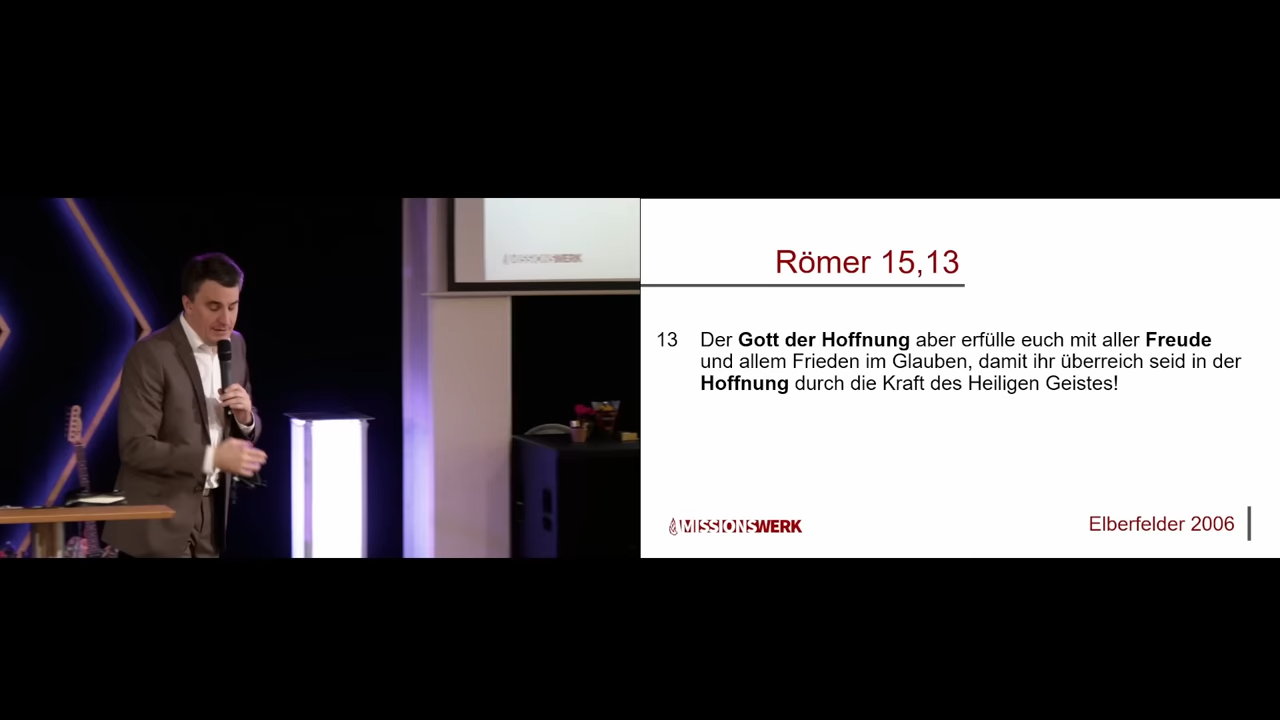 MISSIONSWERK
Römer 15,13
13 Der Gott der Hoffnung aber erfülle euch mit aller Freude
und allem Frieden im Glauben, damit ihr überreich seid in der
Hoffnung durch die Kraft des Heiligen Geistes!
MISSIONSWERK
Elberfelder 2006